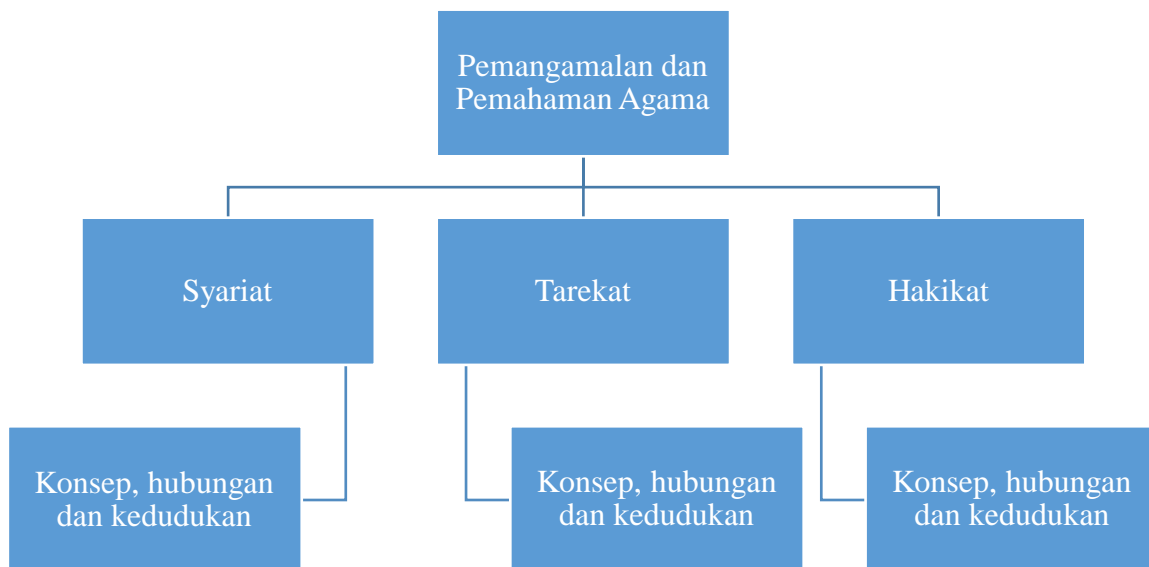 Pemangamalan dan
Pemahaman Agama
Syariat
Tarekat
Hakikat
Konsep, hubungan
dan kedudukan
Konsep, hubungan
dan kedudukan
Konsep, hubungan
dan kedudukan